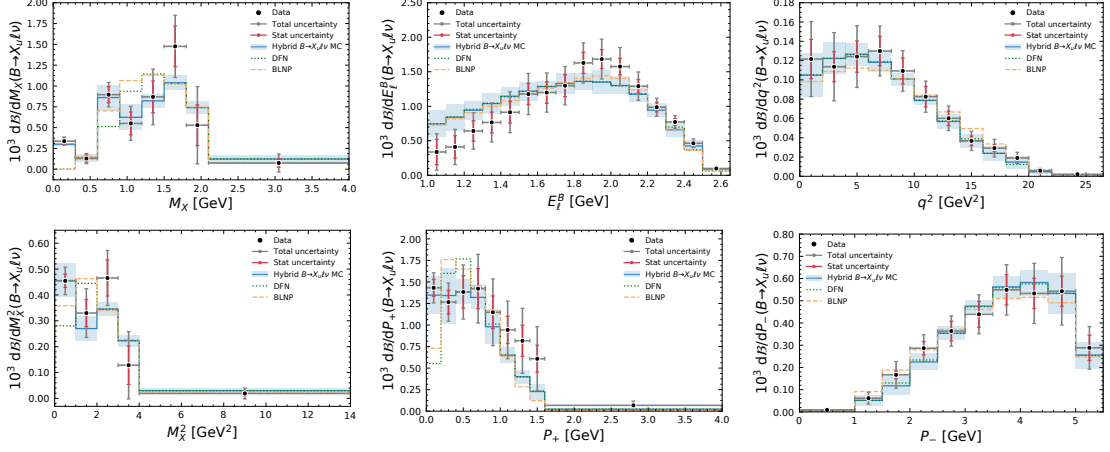 10³ dB/dM_X(B→X_uℓν)
2.00
1.75
1.50
1.25
1.00
0.75
0.50
0.25
0.00
Data
Total uncertainty
Stat uncertainty
Hybrid B→X_uℓν MC
DFN
BLNP
0.0 0.5 1.0 1.5 2.0 2.5 3.0 3.5 4.0
M_X [GeV]
10³ dB/dE_ℓ^B(B→X_uℓν)
3.0
2.5
2.0
1.5
1.0
0.5
0.0
Data
Total uncertainty
Stat uncertainty
Hybrid B→X_uℓν MC
DFN
BLNP
1.0 1.2 1.4 1.6 1.8 2.0 2.2 2.4 2.6
E_ℓ^B [GeV]
10³ dB/dq²(B→X_uℓν)
0.18
0.16
0.14
0.12
0.10
0.08
0.06
0.04
0.02
0.00
Data
Total uncertainty
Stat uncertainty
Hybrid B→X_uℓν MC
DFN
BLNP
0 5 10 15 20 25
q² [GeV²]
10³ dB/dM_X²(B→X_uℓν)
0.60
0.50
0.40
0.30
0.20
0.10
0.00
Data
Total uncertainty
Stat uncertainty
Hybrid B→X_uℓν MC
DFN
BLNP
0 2 4 6 8 10 12 14
M_X² [GeV²]
10³ dB/dP₊(B→X_uℓν)
2.00
1.75
1.50
1.25
1.00
0.75
0.50
0.25
0.00
Data
Total uncertainty
Stat uncertainty
Hybrid B→X_uℓν MC
DFN
BLNP
0.0 0.5 1.0 1.5 2.0 2.5 3.0 3.5 4.0
P₊ [GeV]
10³ dB/dP₋(B→X_uℓν)
0.80
0.70
0.60
0.50
0.40
0.30
0.20
0.10
0.00
Data
Total uncertainty
Stat uncertainty
Hybrid B→X_uℓν MC
DFN
BLNP
0 1 2 3 4 5
P₋ [GeV]